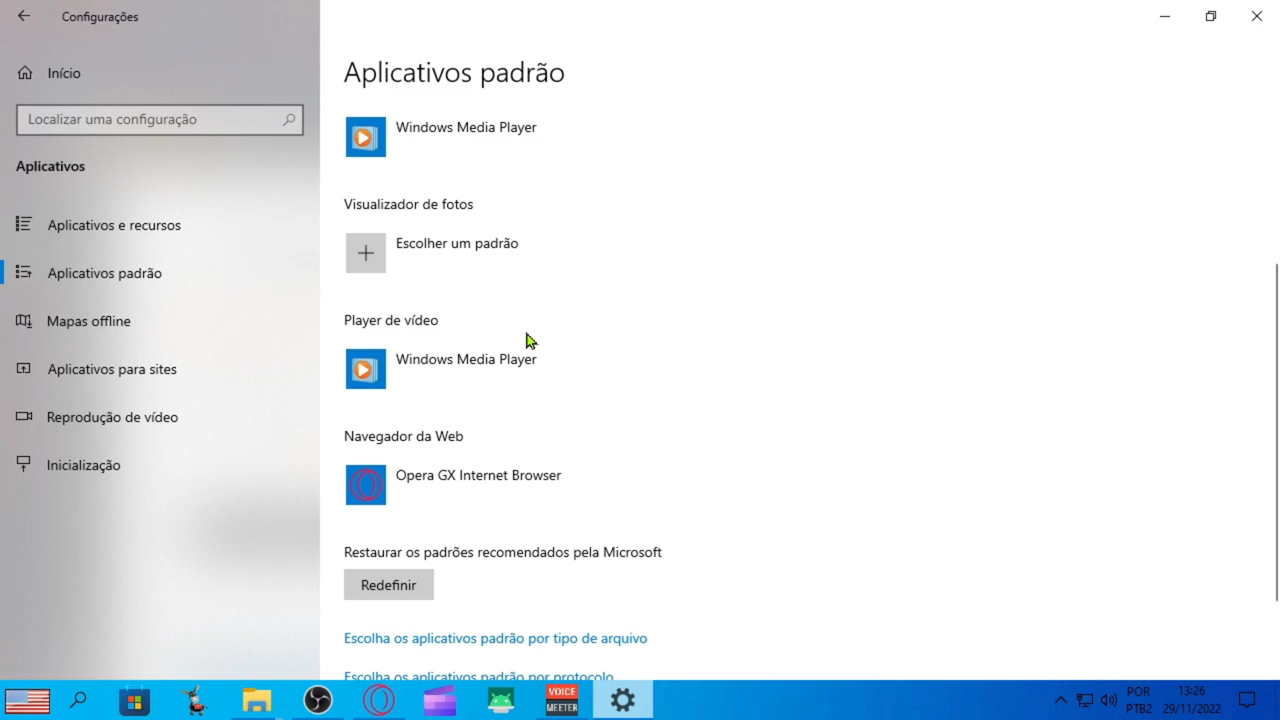 Configurações
Início
Localizar uma configuração
Aplicativos
Aplicativos e recursos
Aplicativos padrão
Mapas offline
Aplicativos para sites
Reprodução de vídeo
Inicialização
Aplicativos padrão
Windows Media Player
Visualizador de fotos
Escolher um padrão
Player de vídeo
Windows Media Player
Navegador da Web
Opera GX Internet Browser
Restaurar os padrões recomendados pela Microsoft
Redefinir
Escolha os aplicativos padrão por tipo de arquivo
Escolha os aplicativos padrão por protocolo
VOICE
MEETER
POR
PTB2
13:26
29/11/2022